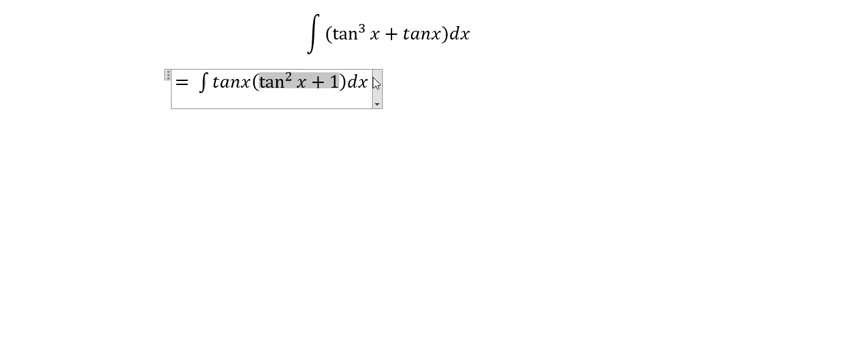 ∫ (tan³ x + tanx)dx
= ∫ tanx(tan² x + 1)dx